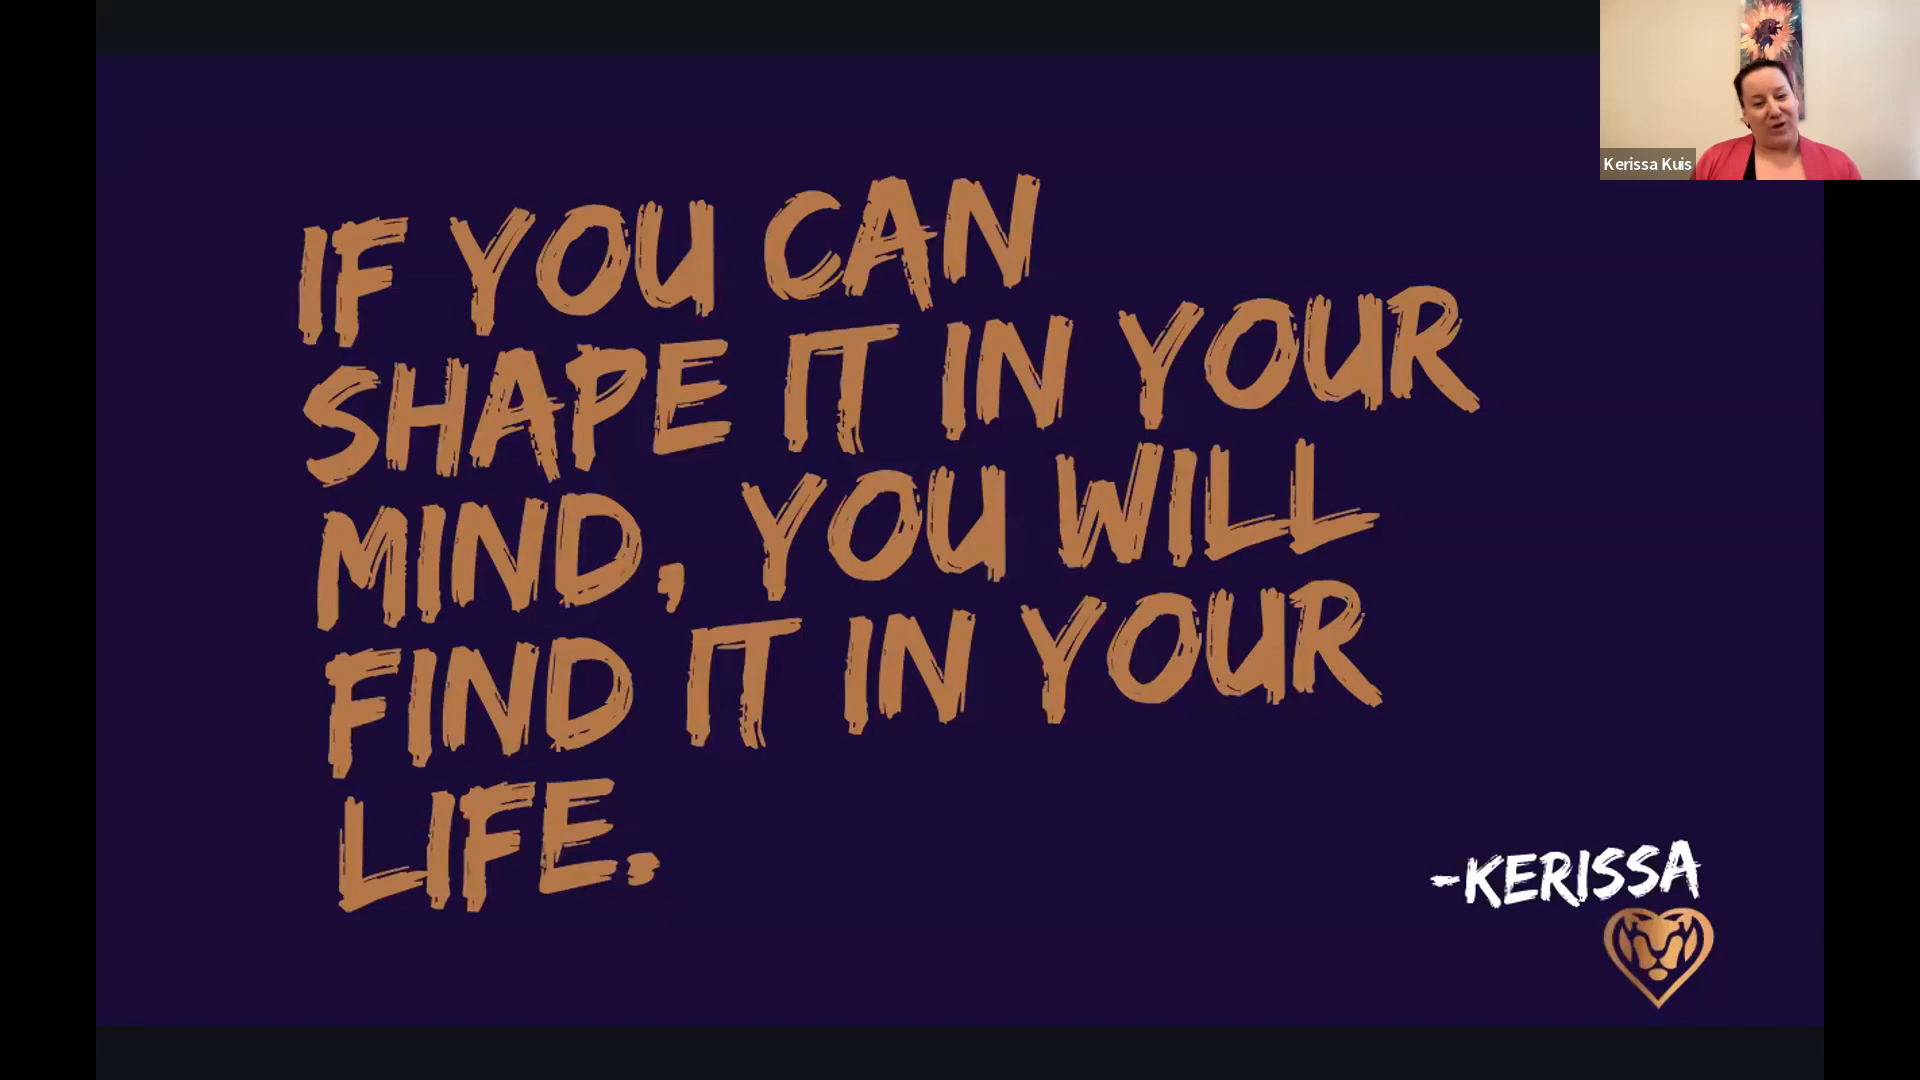 Kerissa Kuis
IF YOU CAN
SHAPE IT IN YOUR
MIND, YOU WILL
FIND IT IN YOUR
LIFE.
-KERISSA